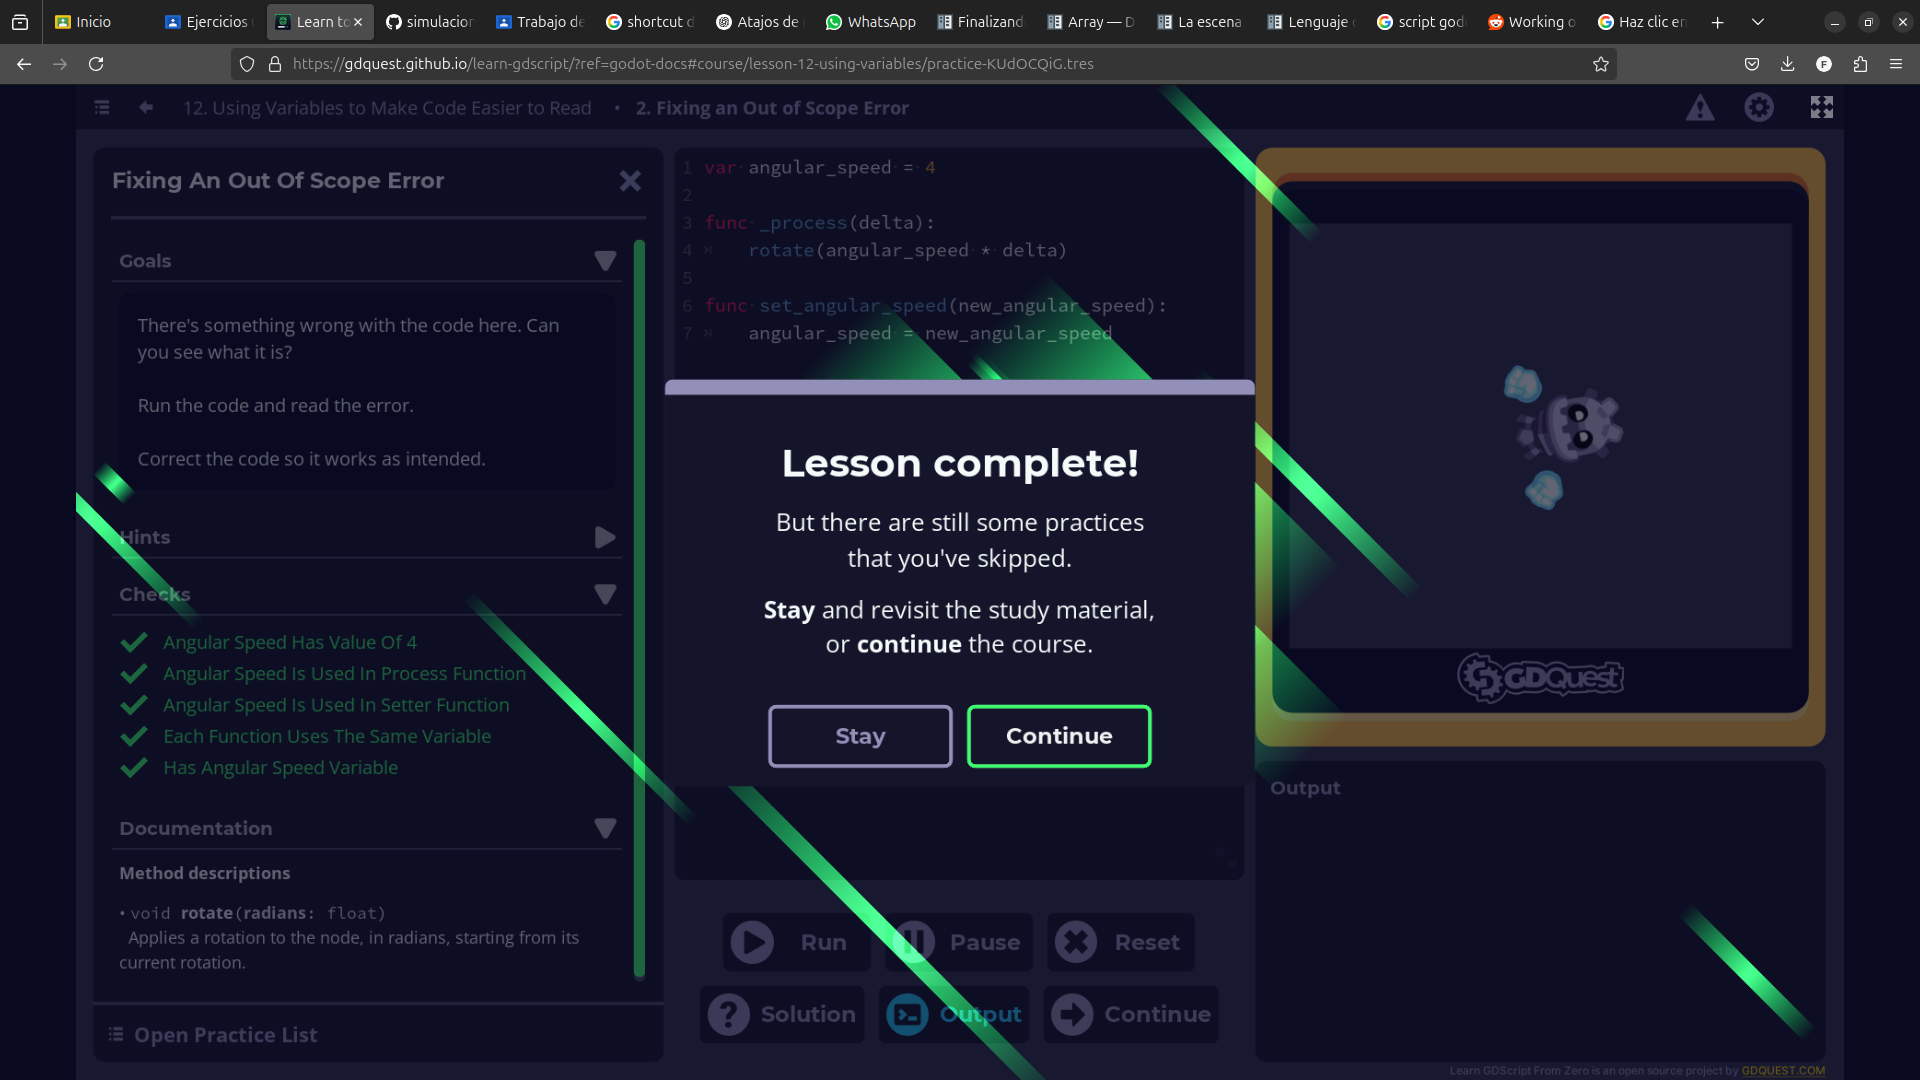 Inicio
Ejercicios
Learn to
simulacion
Trabajo de
shortcut d
Atajos de
WhatsApp
Finalizand
Array — D
La escena
Lenguaje
script god
Working o
Haz clic en
https://gdquest.github.io/learn-gdscript/?ref=godot-docs#course/lesson-12-using-variables/practice-KUdOCQiG.tres
12. Using Variables to Make Code Easier to Read • 2. Fixing an Out of Scope Error
Fixing An Out Of Scope Error
Goals
There's something wrong with the code here. Can
you see what it is?
Run the code and read the error.
Correct the code so it works as intended.
Hints
Checks
Angular Speed Has Value Of 4
Angular Speed Is Used In Process Function
Angular Speed Is Used In Setter Function
Each Function Uses The Same Variable
Has Angular Speed Variable
Documentation
Method descriptions
• void rotate(radians: float)
Applies a rotation to the node, in radians, starting from its
current rotation.
Open Practice List
1 var angular_speed = 4
2
3 func _process(delta):
4 rotate(angular_speed * delta)
5
6 func set_angular_speed(new_angular_speed):
7 angular_speed = new_angular_speed
Lesson complete!
But there are still some practices
that you've skipped.
Stay and revisit the study material,
or continue the course.
Stay
Continue
Run
Pause
Reset
Solution
Output
Continue
GDQuest
Output
Learn GDScript From Zero is an open source project by GDQUEST.COM